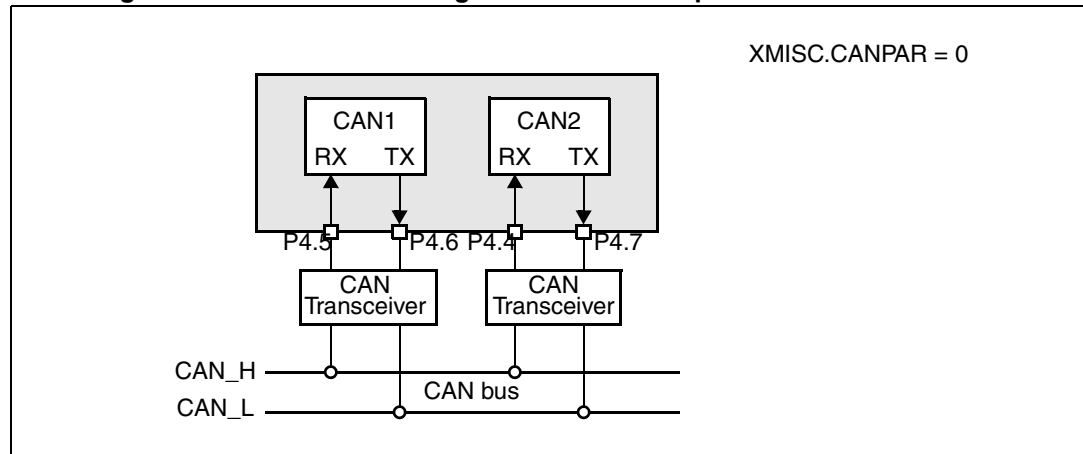 XMISC.CANPAR = 0
CAN1 CAN2
RX TX RX TX
P4.5 P4.6 P4.4 P4.7
CAN CAN
Transceiver Transceiver
CAN_H
CAN bus
CAN_L